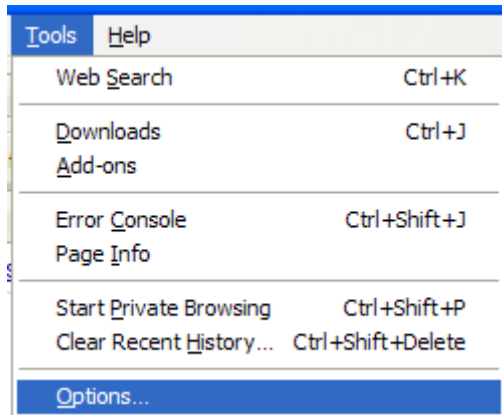 Tools Help
Web Search Ctrl+K
Downloads Ctrl+J
Add-ons
Error Console Ctrl+Shift+J
Page Info
Start Private Browsing Ctrl+Shift+P
Clear Recent History... Ctrl+Shift+Delete
Options...